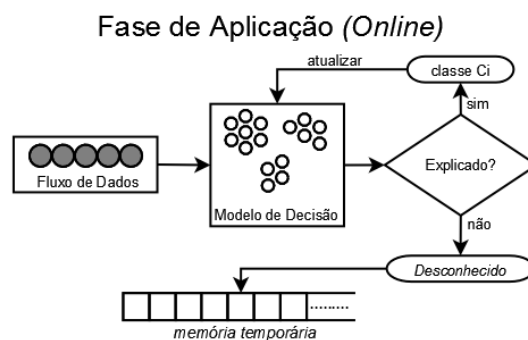 Fase de Aplicação (Online)
atualizar
classe Ci
sim
Fluxo de Dados
Modelo de Decisão
Explicado?
não
Desconhecido
memória temporária